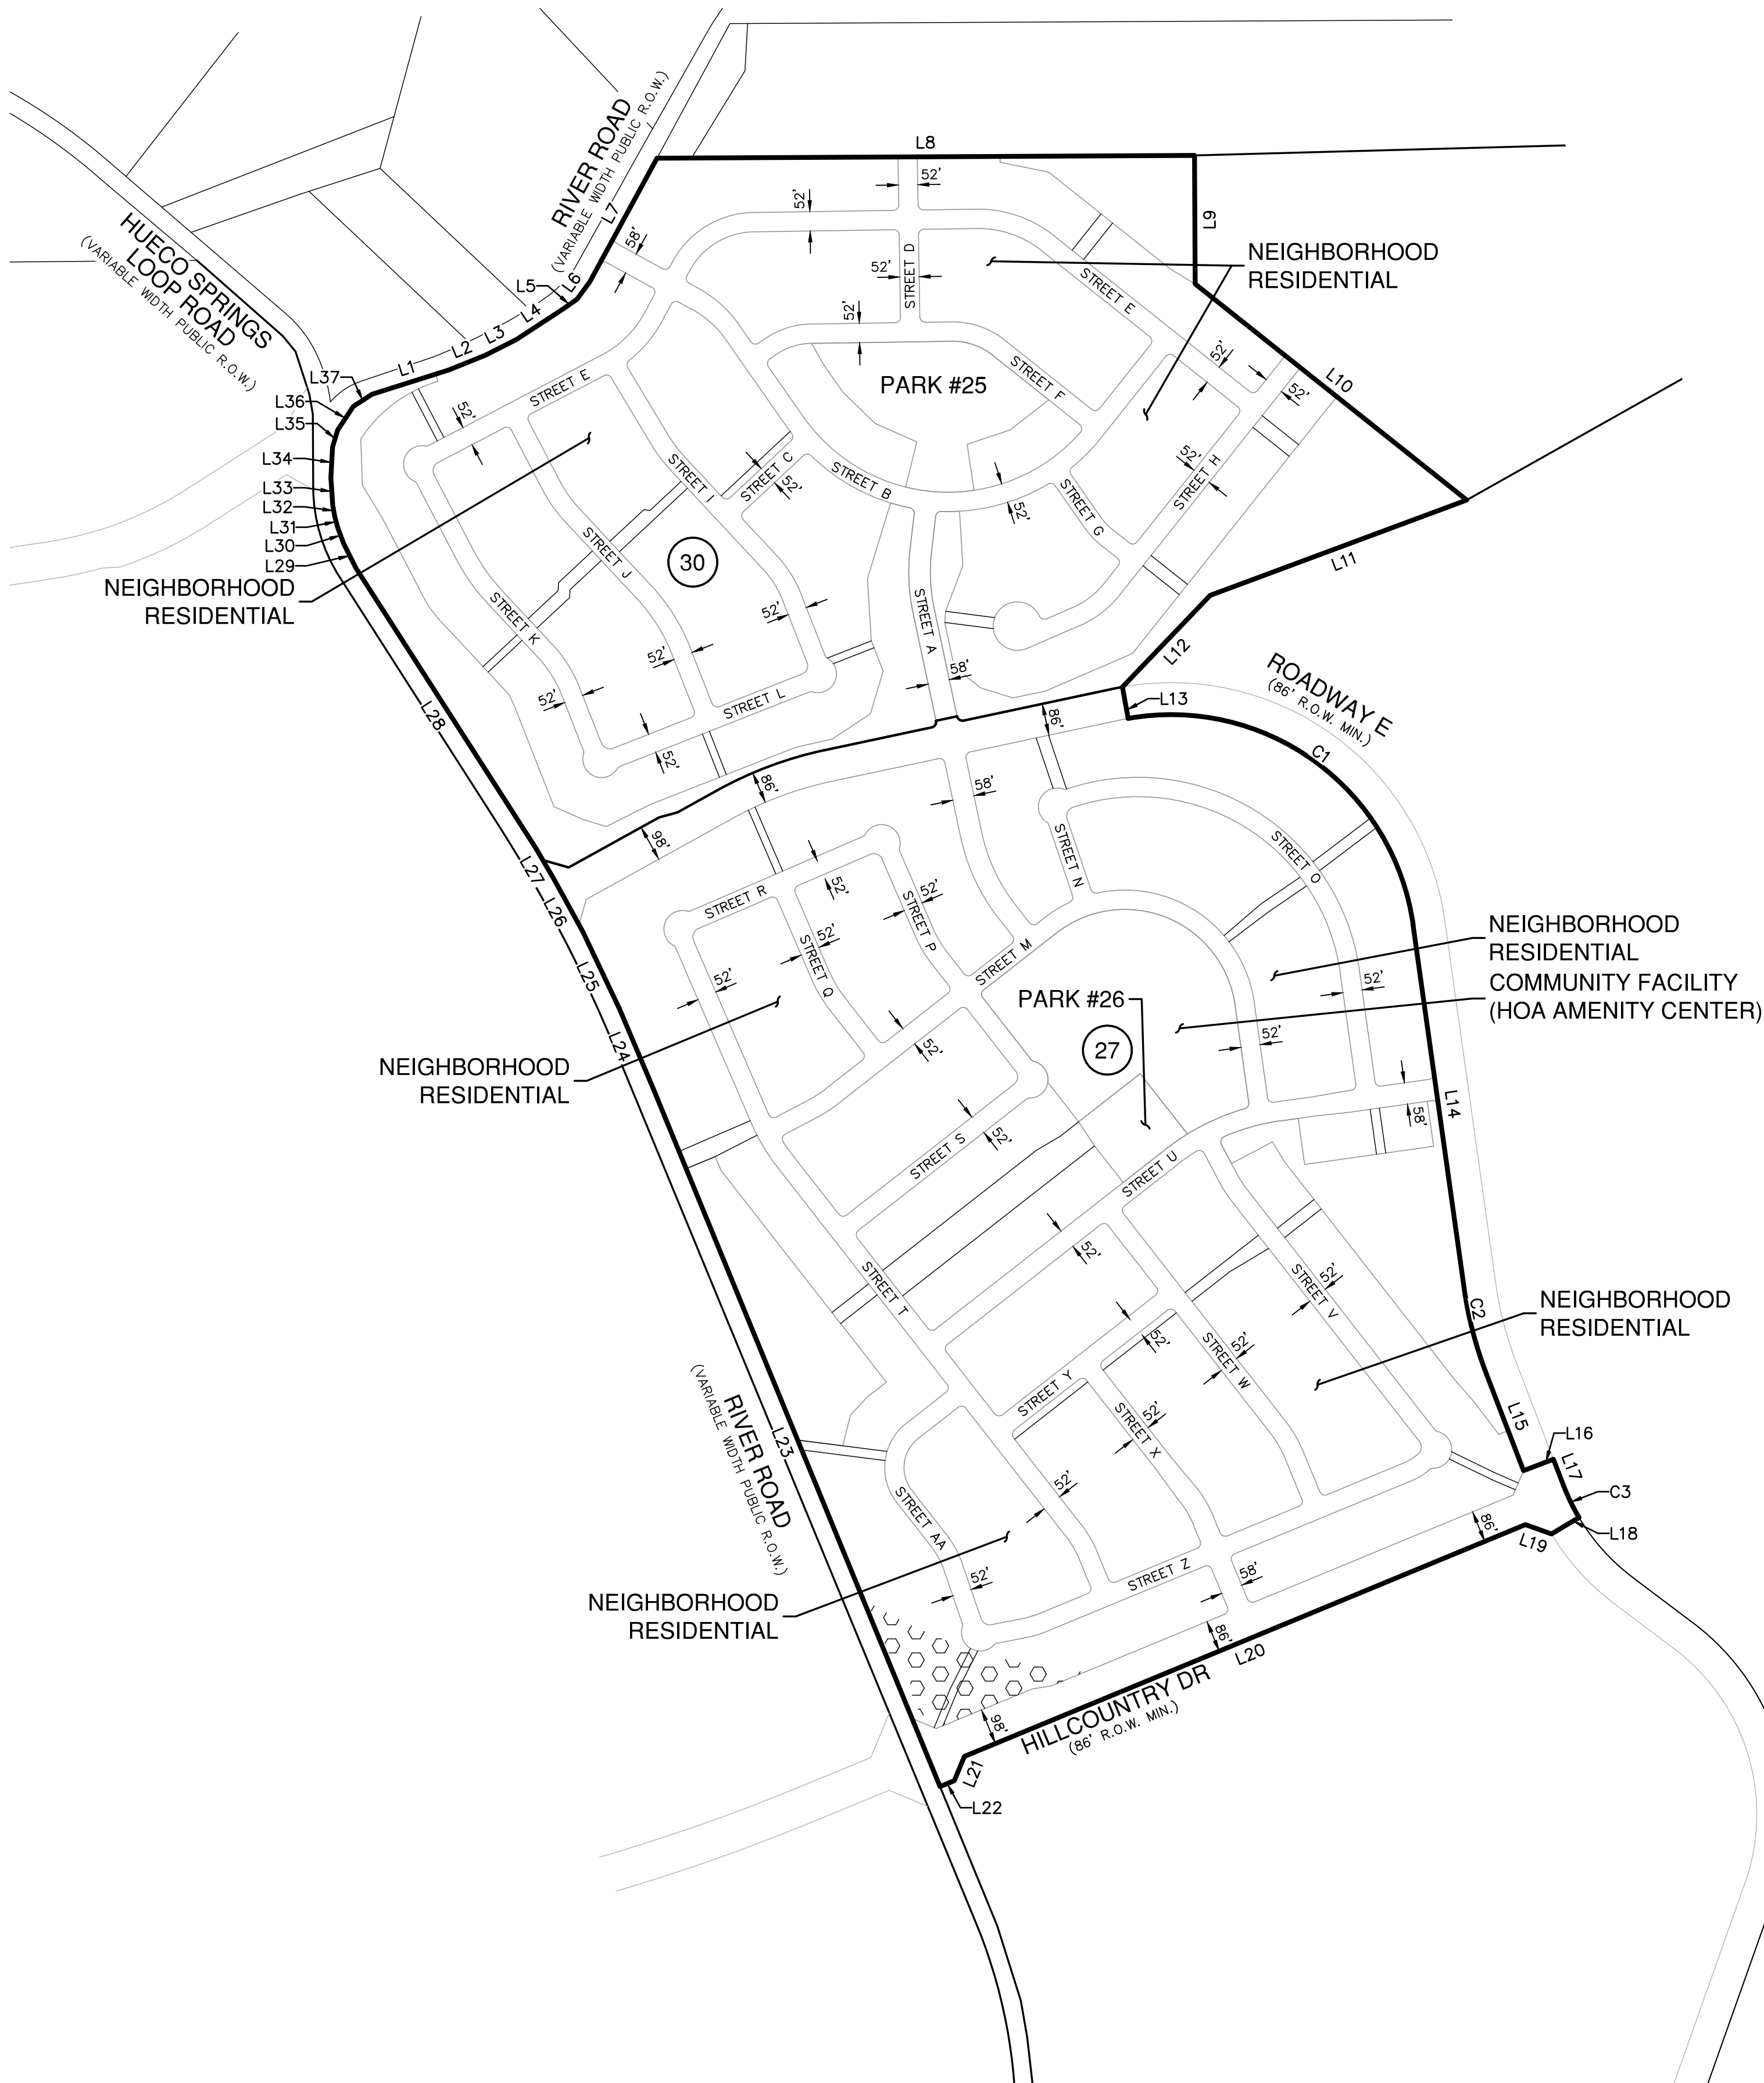 L8
RIVER ROAD
(VARIABLE WIDTH PUBLIC R.O.W.)
L7
52'
52'
58'
L9
HUECO SPRINGS
LOOP ROAD
(VARIABLE WIDTH PUBLIC R.O.W.)
NEIGHBORHOOD
RESIDENTIAL
STREET D
52'
STREET E
L6
L5
L4
L3
L2
L1
52'
52'
52'
L10
L37
L36
L35
L34
L33
L32
L31
L30
L29
PARK #25
STREET F
STREET E
52'
STREET I
STREET C
52'
STREET B
52'
STREET G
52'
STREET H
30
STREET J
L11
NEIGHBORHOOD
RESIDENTIAL
STREET K
52'
STREET A
52'
58'
L12
52'
STREET L
52'
L28
L13
ROADWAY E
(86' R.O.W. MIN.)
86'
C1
86'
58'
98'
STREET N
STREET O
L27
L26
STREET R
52'
52'
STREET P
52'
STREET Q
STREET M
52'
L25
NEIGHBORHOOD
RESIDENTIAL
COMMUNITY FACILITY
(HOA AMENITY CENTER)
52'
PARK #26
27
52'
52'
L24
NEIGHBORHOOD
RESIDENTIAL
L14
58'
STREET S
52'
STREET U
52'
STREET T
STREET V
52'
C2
NEIGHBORHOOD
RESIDENTIAL
52'
52'
STREET W
STREET Y
52'
STREET X
L23
RIVER ROAD
(VARIABLE WIDTH PUBLIC R.O.W.)
L15
L16
L17
C3
L18
L19
86'
52'
STREET AA
52'
STREET Z
58'
NEIGHBORHOOD
RESIDENTIAL
86'
L20
HILLCOUNTRY DR
(86' R.O.W. MIN.)
98'
L21
L22